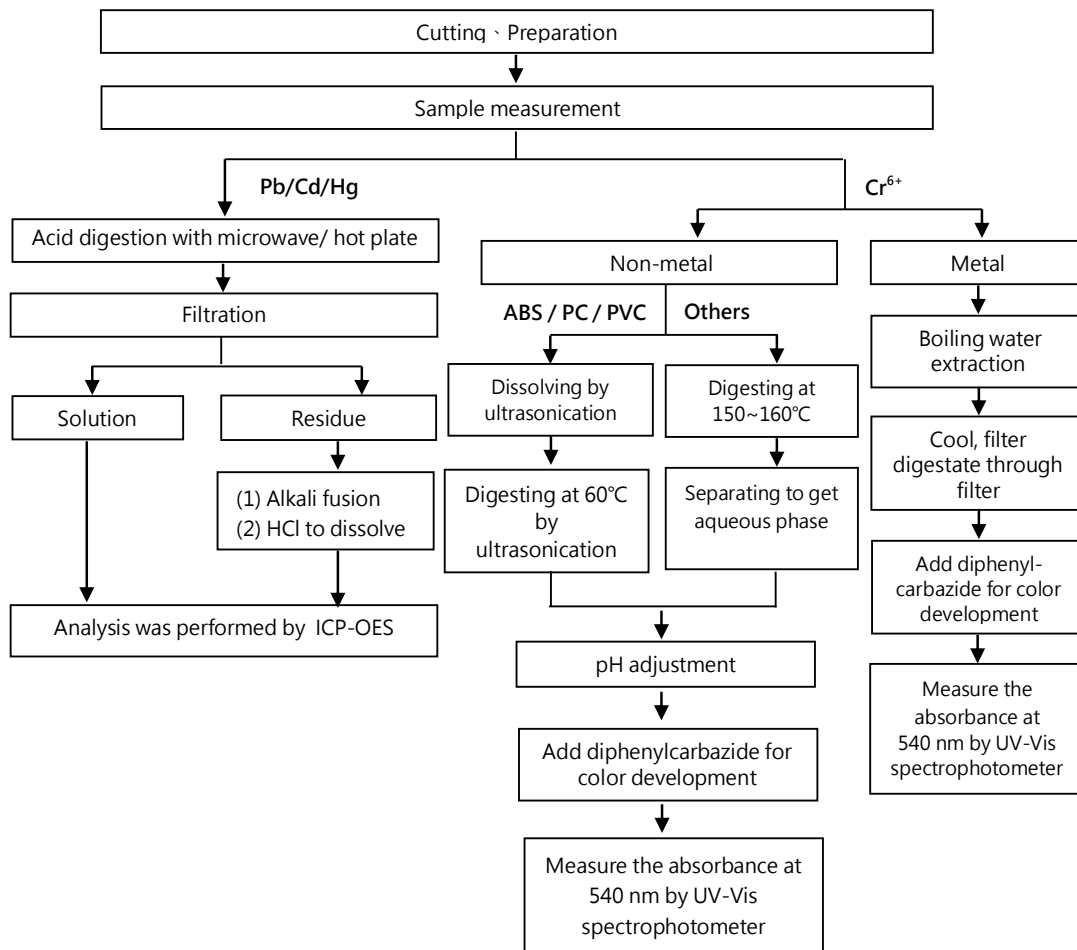 Cutting、Preparation
Sample measurement
Pb/Cd/Hg
Cr⁶⁺
Acid digestion with microwave/ hot plate
Filtration
Solution
Residue
(1) Alkali fusion
(2) HCl to dissolve
Analysis was performed by ICP-OES
Non-metal
ABS / PC / PVC
Others
Dissolving by
ultrasonication
Digesting at 60℃
by
ultrasonication
Digesting at
150~160℃
Separating to get
aqueous phase
pH adjustment
Add diphenylcarbazide for
color development
Measure the absorbance at
540 nm by UV-Vis
spectrophotometer
Metal
Boiling water
extraction
Cool, filter
digestate through
filter
Add diphenyl-
carbazide for color
development
Measure the
absorbance at
540 nm by UV-Vis
spectrophotometer